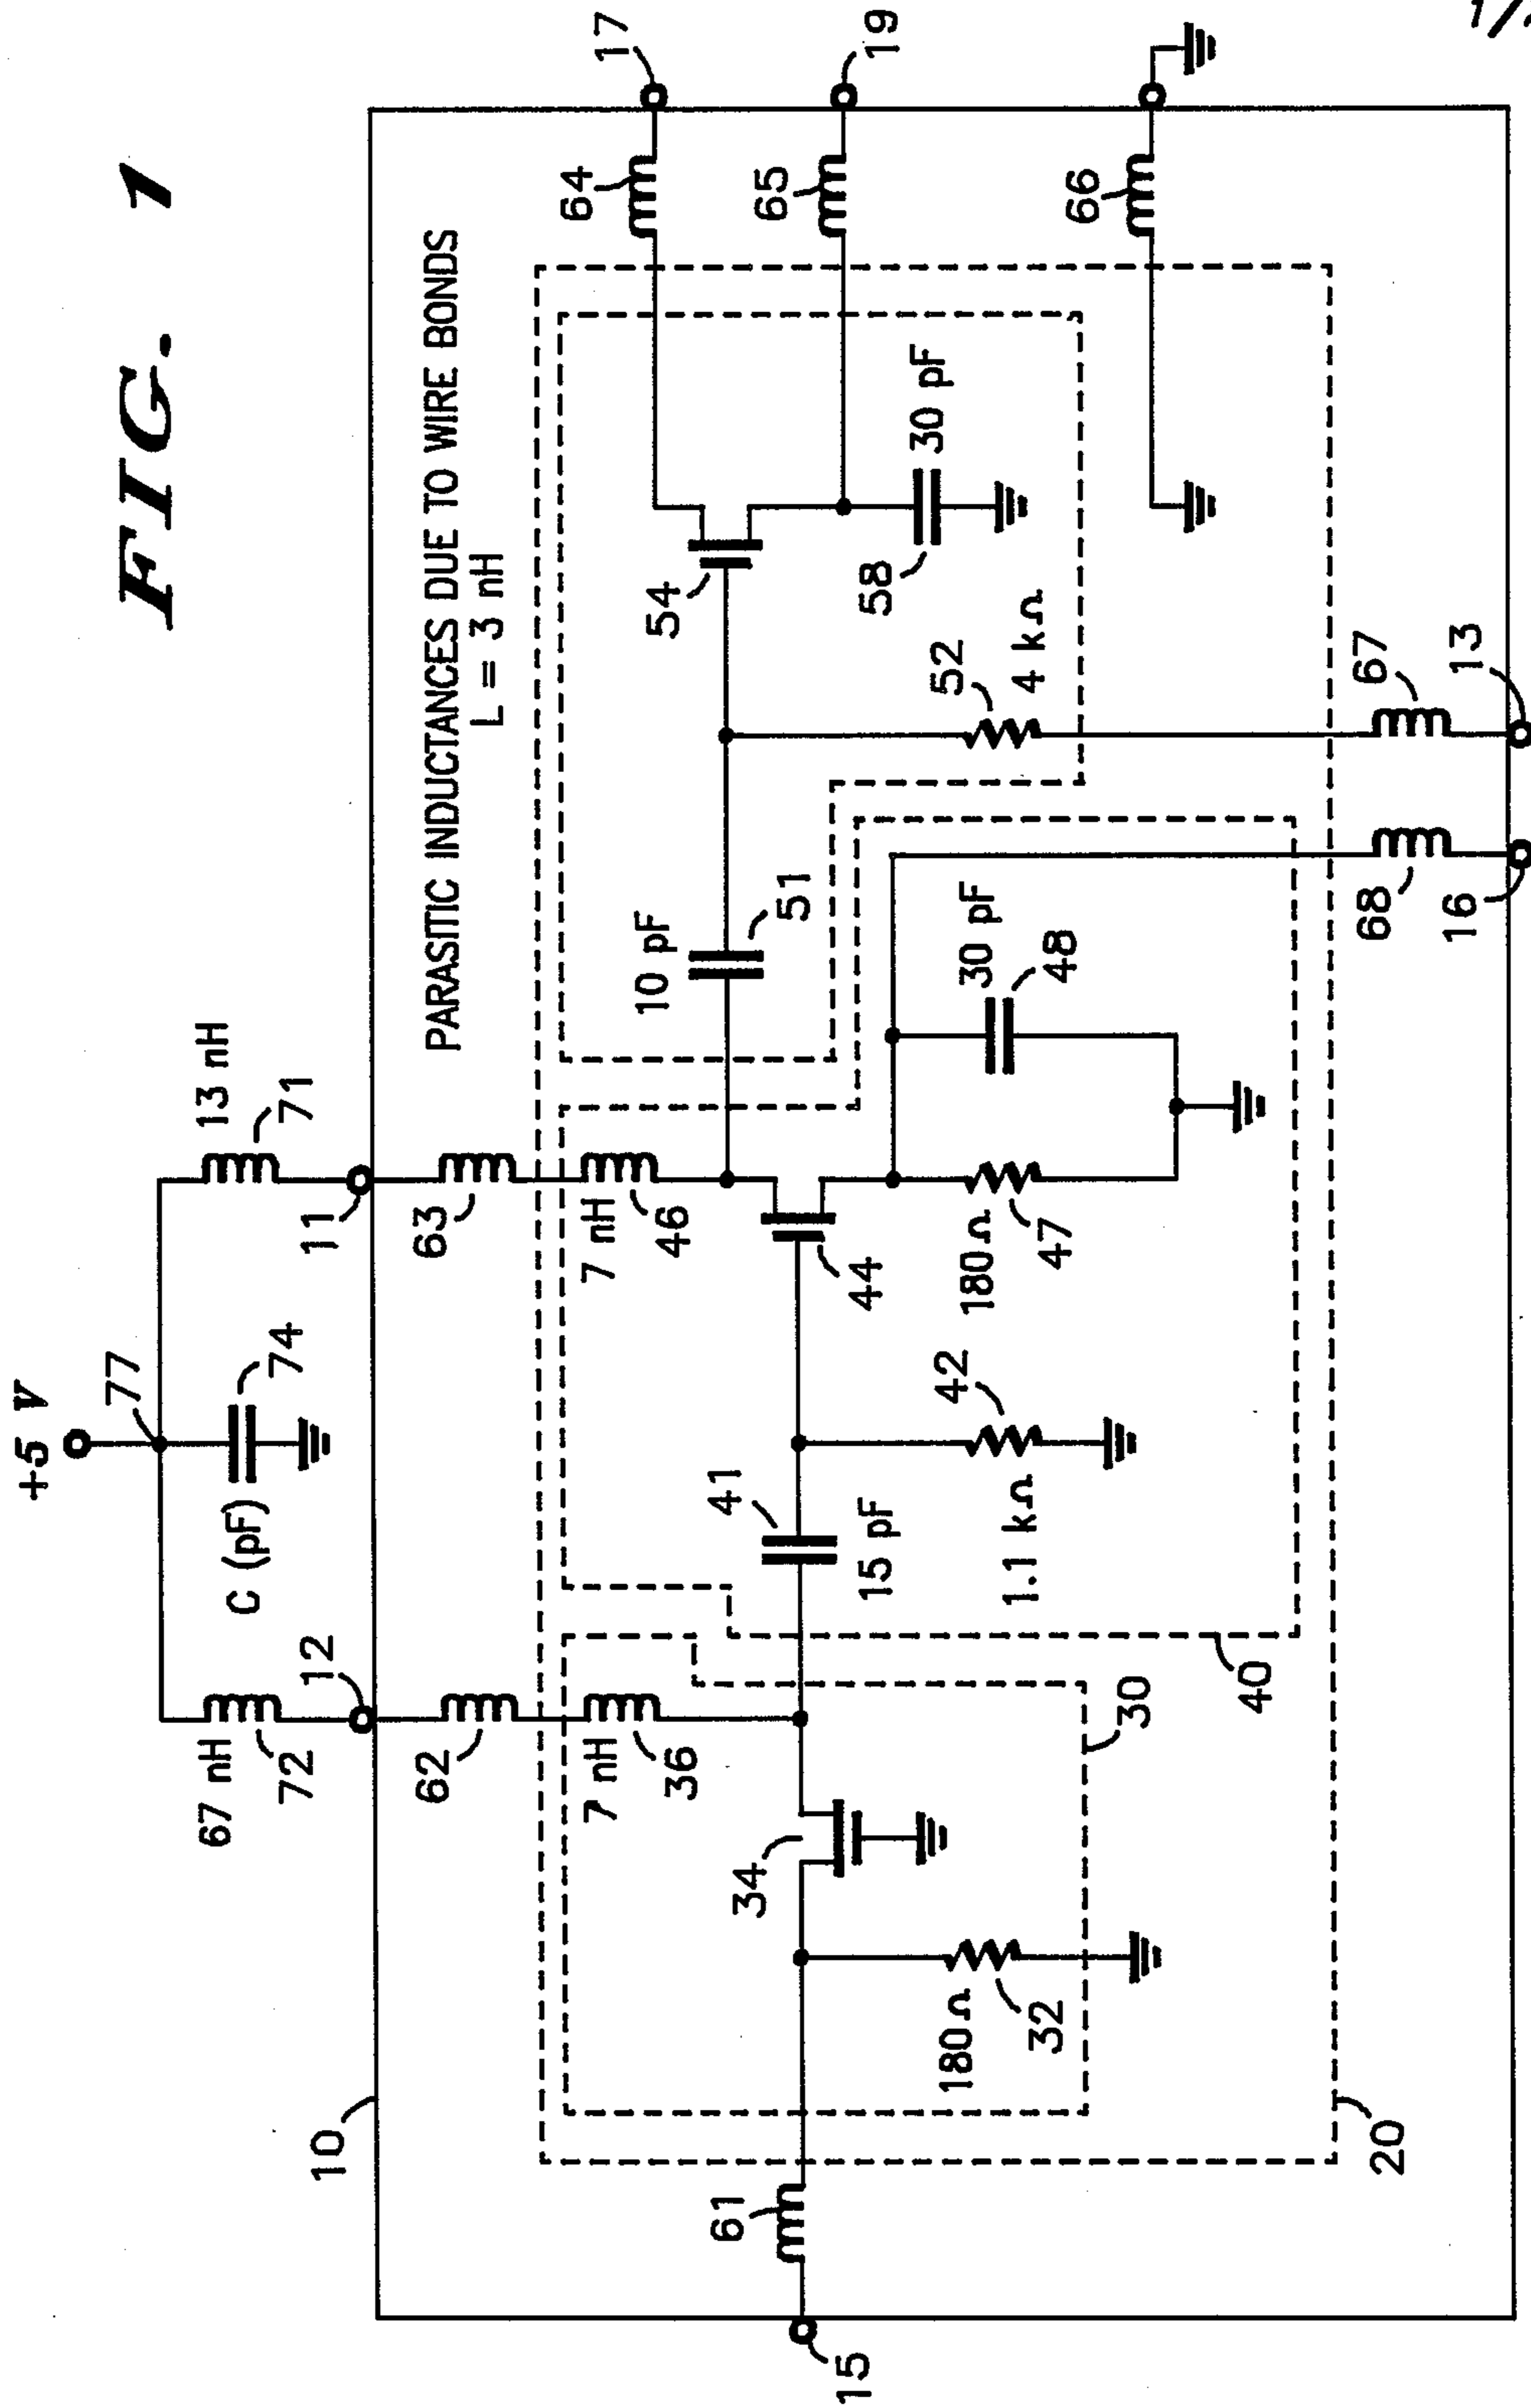 FIG. 1
1/
+5 V
77
C (pF)
74
67 nH
72
13 nH
71
12
11
10
PARASITIC INDUCTANCES DUE TO WIRE BONDS
L = 3 nH
62
63
64
17
7 nH
36
7 nH
46
10 pF
51
54
65
19
15
61
34
41
15 pF
44
58
30 pF
180Ω
32
1.1 kΩ
42
180Ω
47
30 pF
48
52
4 kΩ
66
30
40
20
68
16
67
13